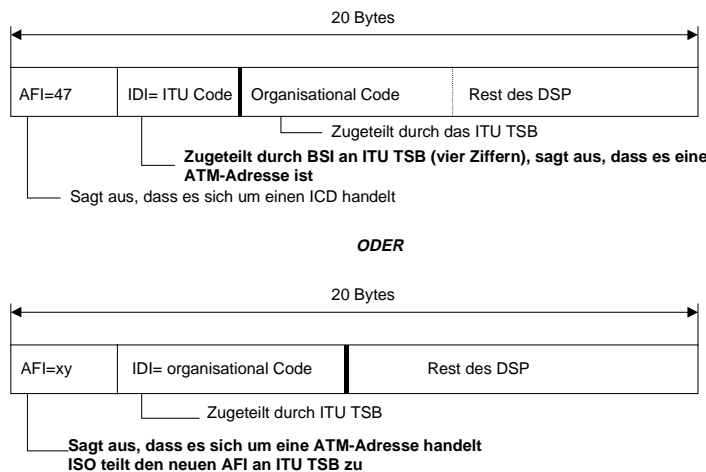 20 Bytes
AFI=47 IDI= ITU Code Organisational Code Rest des DSP
Zugeteilt durch das ITU TSB
Zugeteilt durch BSI an ITU TSB (vier Ziffern), sagt aus, dass es eine
ATM-Adresse ist
Sagt aus, dass es sich um einen ICD handelt
ODER
20 Bytes
AFI=xy IDI= organisational Code Rest des DSP
Zugeteilt durch ITU TSB
Sagt aus, dass es sich um eine ATM-Adresse handelt
ISO teilt den neuen AFI an ITU TSB zu